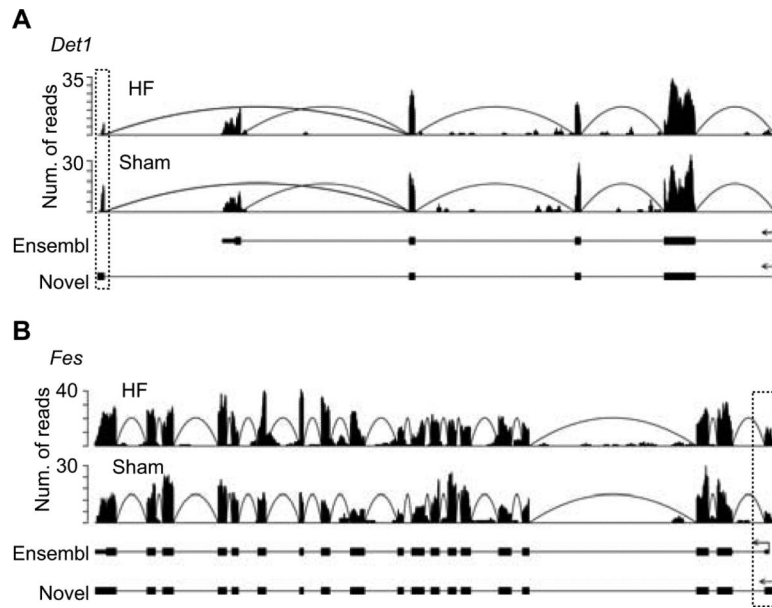 A
Det1
35
HF
Num. of reads
30
Sham
Ensembl
Novel
B
Fes
40
HF
Num. of reads
30
Sham
Ensembl
Novel